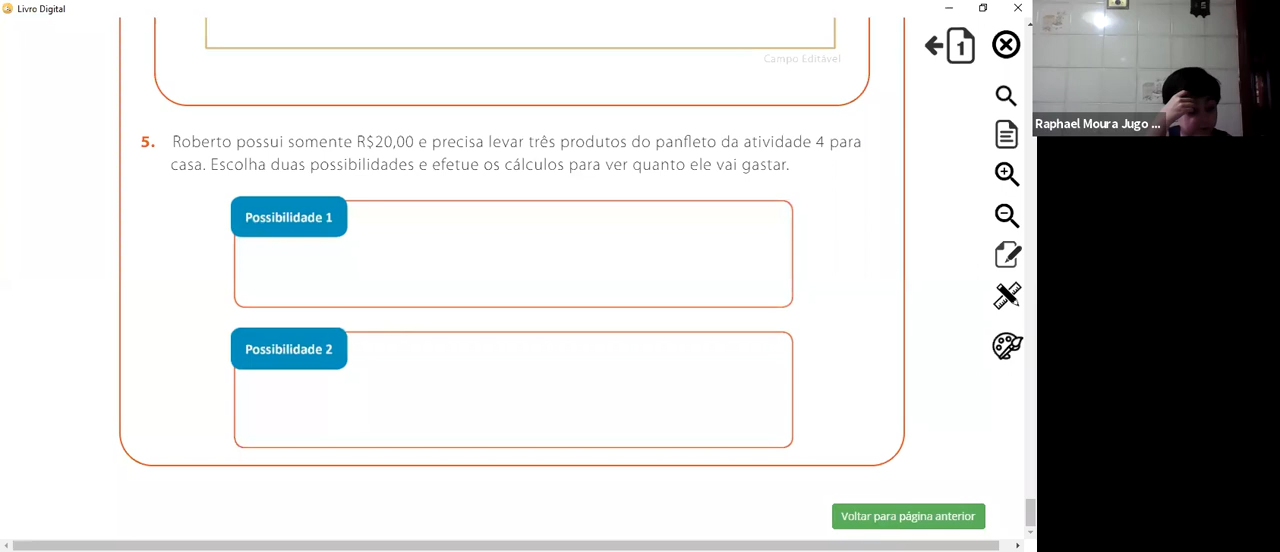 Livro Digital
Campo Editável
1
5. Roberto possui somente R$20,00 e precisa levar três produtos do panfleto da atividade 4 para
casa. Escolha duas possibilidades e efetue os cálculos para ver quanto ele vai gastar.
Possibilidade 1
Possibilidade 2
Voltar para página anterior
Raphael Moura Jugo ...